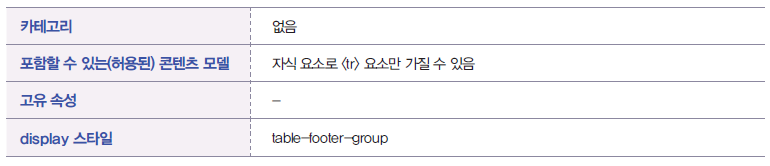 카테고리 없음
포함할 수 있는(허용된) 콘텐츠 모델 자식 요소로 〈tr〉 요소만 가질 수 있음
고유 속성 –
display 스타일 table–footer–group